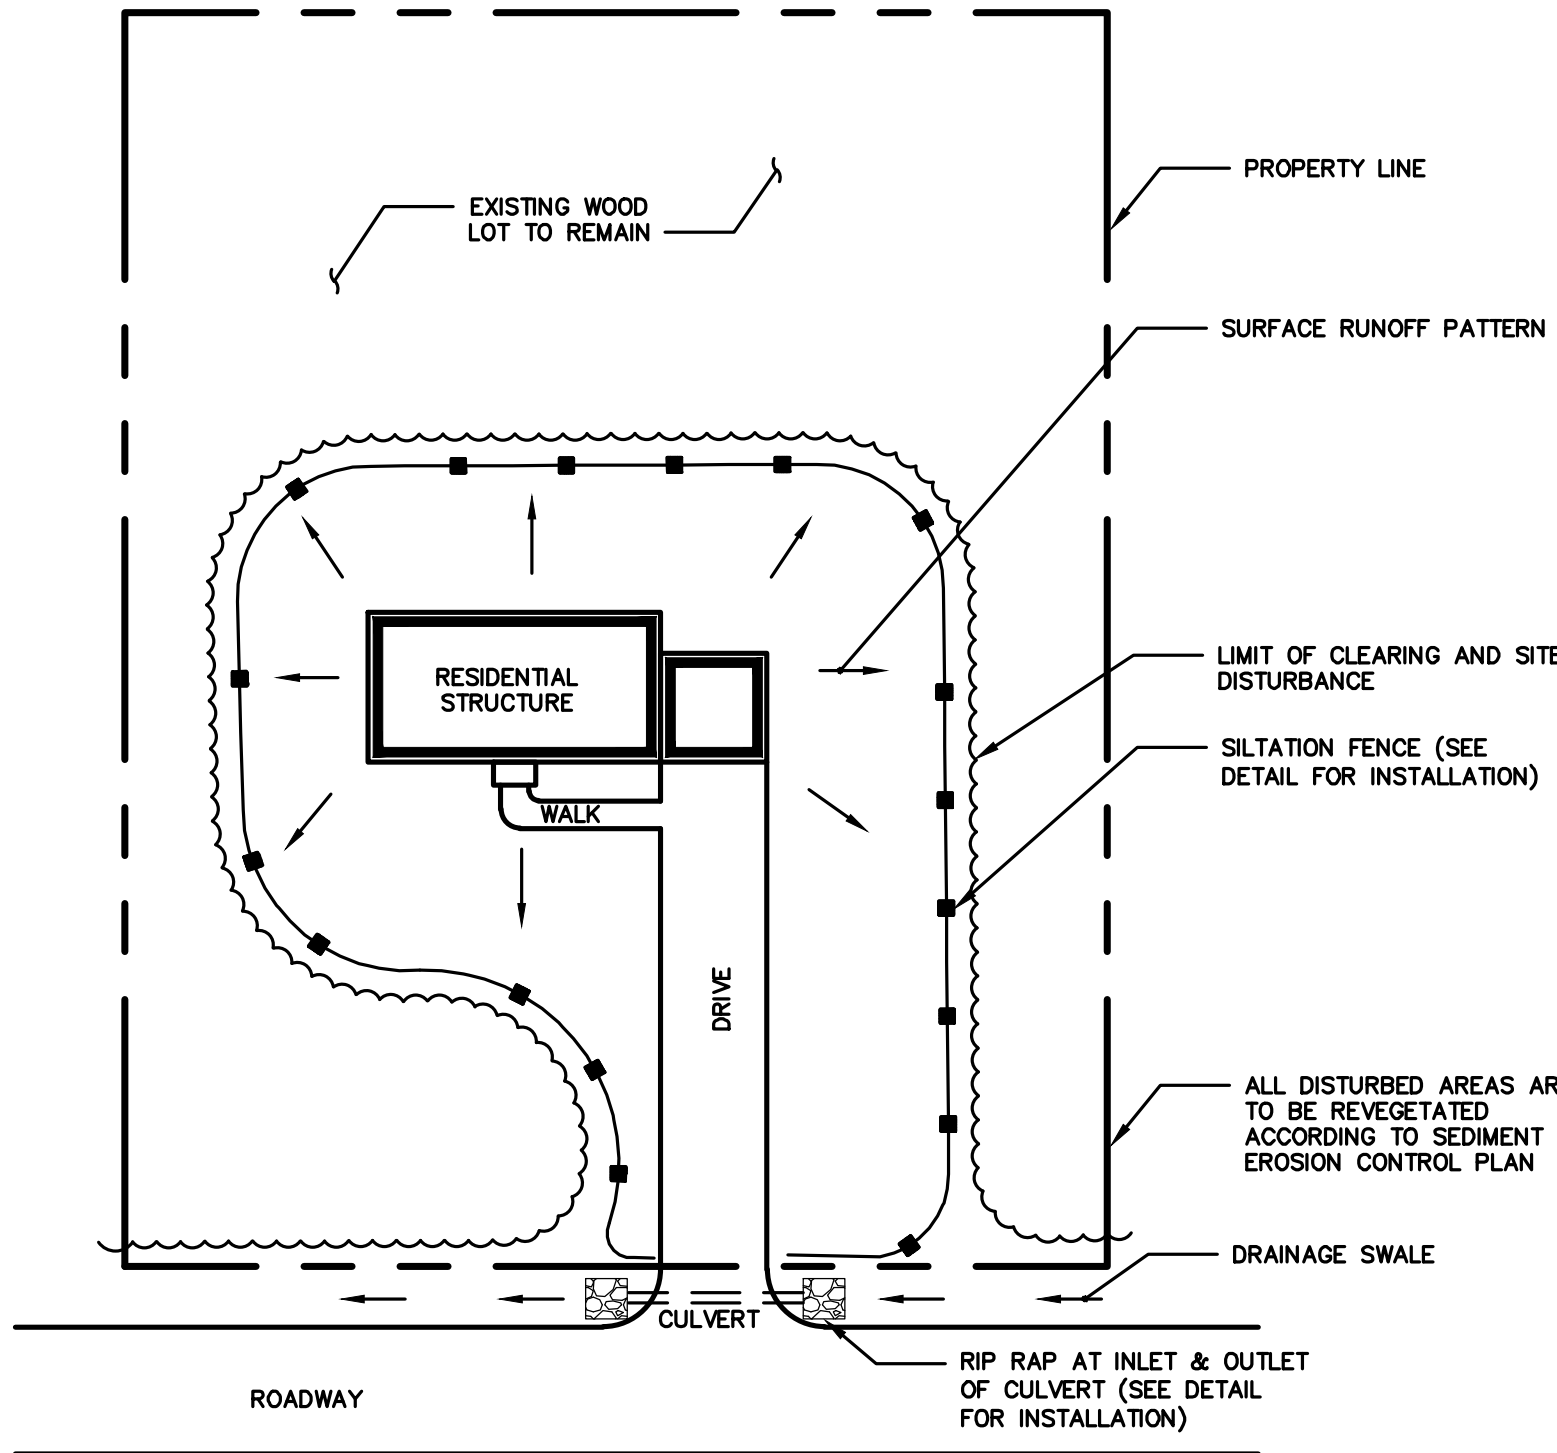 PROPERTY LINE
EXISTING WOOD
LOT TO REMAIN
SURFACE RUNOFF PATTERN
LIMIT OF CLEARING AND SITE
DISTURBANCE
RESIDENTIAL
STRUCTURE
SILTATION FENCE (SEE
DETAIL FOR INSTALLATION)
WALK
DRIVE
ALL DISTURBED AREAS AR
TO BE REVEGETATED
ACCORDING TO SEDIMENT
EROSION CONTROL PLAN
DRAINAGE SWALE
CULVERT
RIP RAP AT INLET & OUTLET
OF CULVERT (SEE DETAIL
FOR INSTALLATION)
ROADWAY